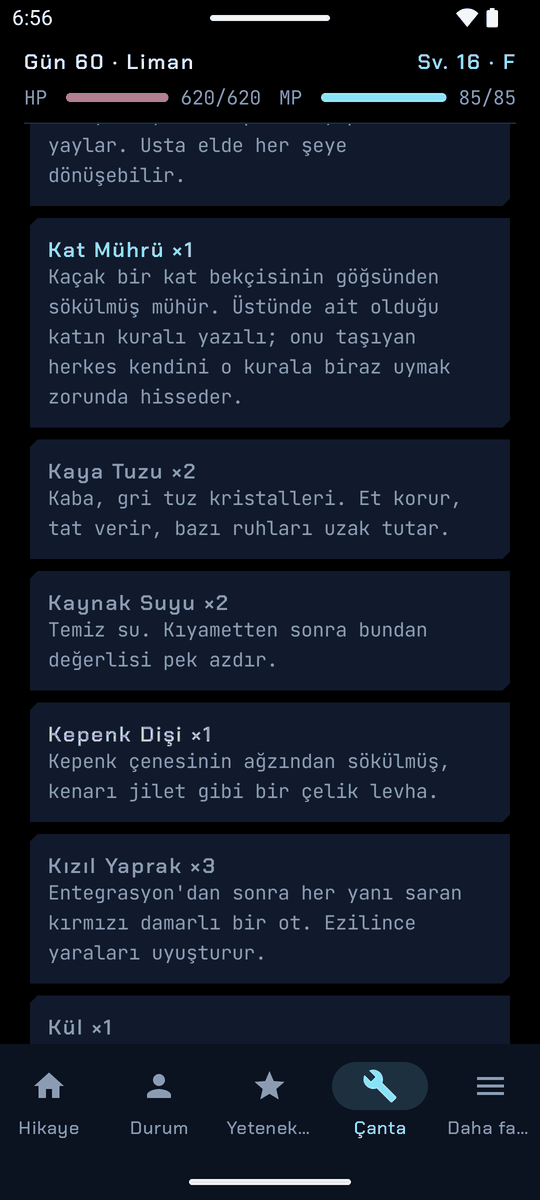 6:56
Gün 60 · Liman
Sv. 16 · F
HP 620/620 MP 85/85
yaylar. Usta elde her şeye
dönüşebilir.
Kat Mührü ×1
Kaçak bir kat bekçisinin göğsünden
sökülmüş mühür. Üstünde ait olduğu
katın kuralı yazılı; onu taşıyan
herkes kendini o kurala biraz uymak
zorunda hisseder.
Kaya Tuzu ×2
Kaba, gri tuz kristalleri. Et korur,
tat verir, bazı ruhları uzak tutar.
Kaynak Suyu ×2
Temiz su. Kıyametten sonra bundan
değerlisi pek azdır.
Kepenk Dişi ×1
Kepenk çenesinin ağzından sökülmüş,
kenarı jilet gibi bir çelik levha.
Kızıl Yaprak ×3
Entegrasyon'dan sonra her yanı saran
kırmızı damarlı bir ot. Ezilince
yaraları uyuşturur.
Kül ×1
Hikaye
Durum
Yetenek…
Çanta
Daha fa…